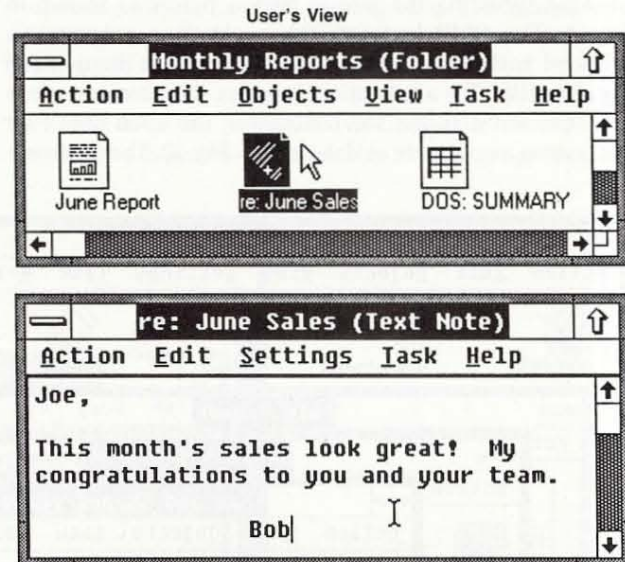 User's View
Monthly Reports (Folder)
Action Edit Objects View Task Help
June Report re: June Sales DOS: SUMMARY
re: June Sales (Text Note)
Action Edit Settings Task Help
Joe,
This month's sales look great! My
congratulations to you and your team.
Bob